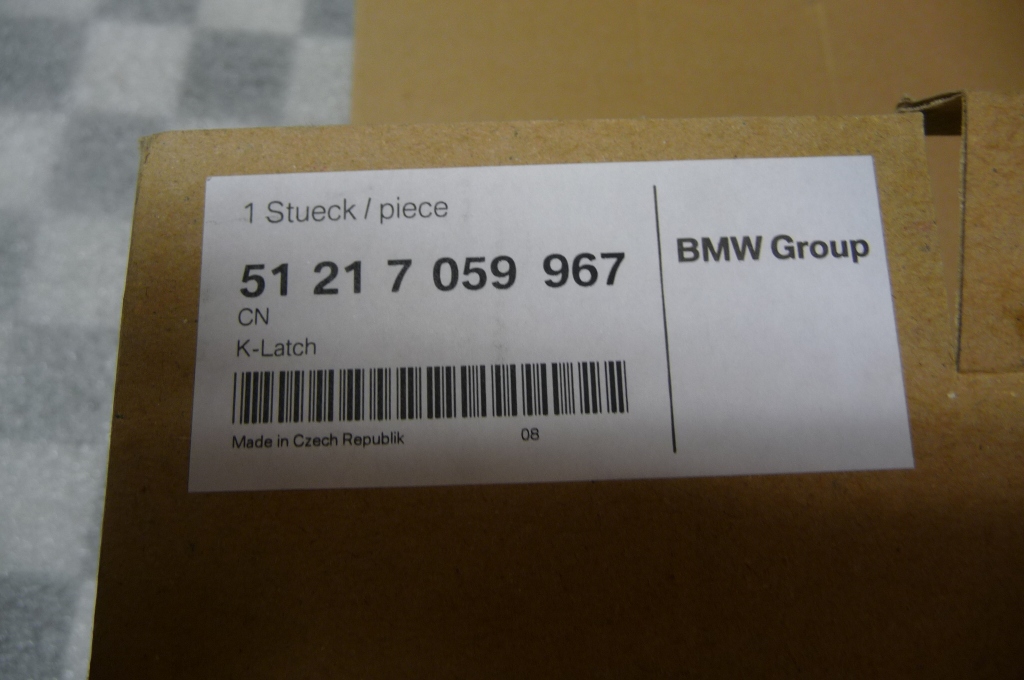 1 Stueck / piece
51 21 7 059 967
CN
K-Latch
Made in Czech Republik 08
BMW Group